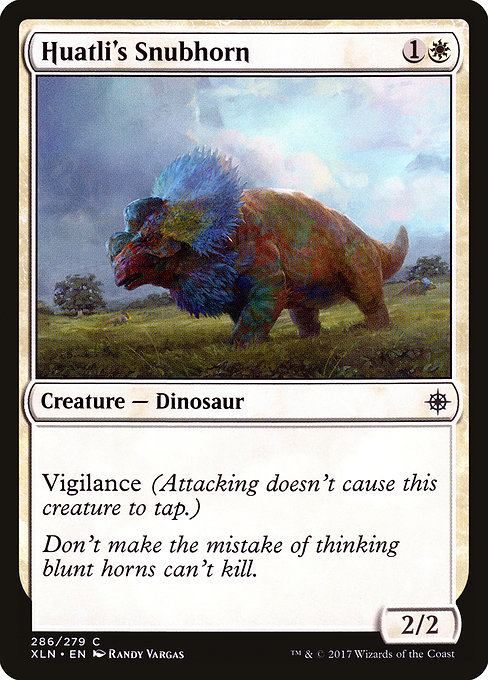 Huatli's Snubhorn 1
Creature — Dinosaur
Vigilance (Attacking doesn't cause this
creature to tap.)
Don't make the mistake of thinking
blunt horns can't kill.
2/2
286/279 C
XLN • EN Randy Vargas
™ & © 2017 Wizards of the Coast